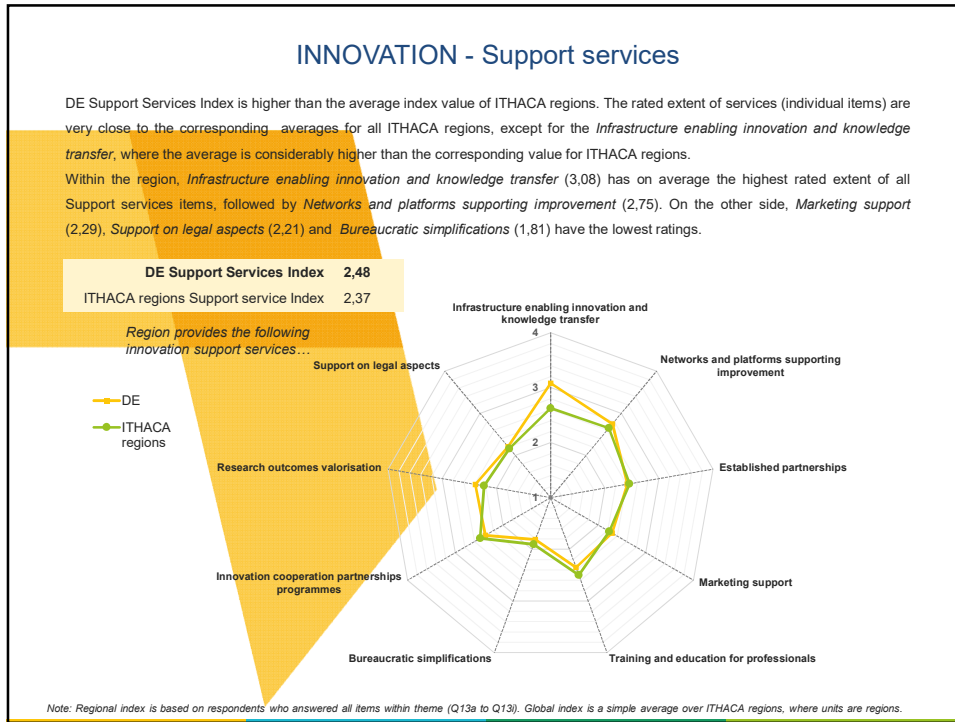 INNOVATION - Support services
DE Support Services Index is higher than the average index value of ITHACA regions. The rated extent of services (individual items) are
very close to the corresponding averages for all ITHACA regions, except for the Infrastructure enabling innovation and knowledge
transfer, where the average is considerably higher than the corresponding value for ITHACA regions.
Within the region, Infrastructure enabling innovation and knowledge transfer (3,08) has on average the highest rated extent of all
Support services items, followed by Networks and platforms supporting improvement (2,75). On the other side, Marketing support
(2,29), Support on legal aspects (2,21) and Bureaucratic simplifications (1,81) have the lowest ratings.
DE Support Services Index 2,48
ITHACA regions Support service Index 2,37
Region provides the following
innovation support services…
DE
ITHACA
regions
Infrastructure enabling innovation and
knowledge transfer
Networks and platforms supporting
improvement
Established partnerships
Marketing support
Training and education for professionals
Bureaucratic simplifications
Innovation cooperation partnerships
programmes
Research outcomes valorisation
Support on legal aspects
4
3
2
1
Note: Regional index is based on respondents who answered all items within theme (Q13a to Q13i). Global index is a simple average over ITHACA regions, where units are regions.